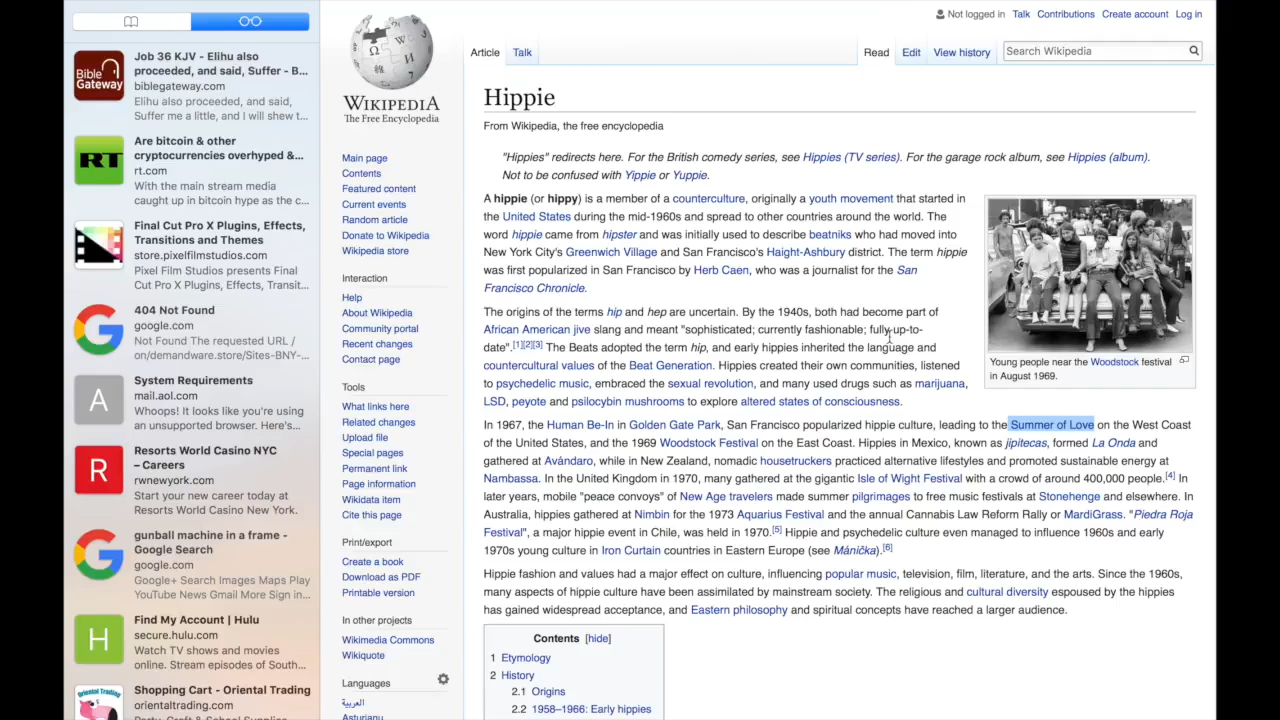 Job 36 KJV - Elihu also
proceeded, and said, Suffer - B...
biblegateway.com
Elihu also proceeded, and said,
Suffer me a little, and I will shew t...
Bible
Gateway
Are bitcoin & other
cryptocurrencies overhyped &...
rt.com
With the main stream media
caught up in bitcoin hype as the c...
RT
Final Cut Pro X Plugins, Effects,
Transitions and Themes
store.pixelfilmstudios.com
Pixel Film Studios presents Final
Cut Pro X Plugins, Effects, Transit...
404 Not Found
google.com
Not Found The requested URL /
on/demandware.store/Sites-BNY-...
G
System Requirements
mail.aol.com
Whoops! It looks like you're using
an unsupported browser. Here's...
A
Resorts World Casino NYC
– Careers
rwnewyork.com
Start your new career today at
Resorts World Casino New York.
R
gunball machine in a frame -
Google Search
google.com
Google+ Search Images Maps Play
YouTube News Gmail More Sign in...
G
Find My Account | Hulu
secure.hulu.com
Watch TV shows and movies
online. Stream episodes of South...
H
Shopping Cart - Oriental Trading
orientaltrading.com
Party, Craft & School Supplies
Oriental Trading
WIKIPEDIA
The Free Encyclopedia
Main page
Contents
Featured content
Current events
Random article
Donate to Wikipedia
Wikipedia store
Interaction
Help
About Wikipedia
Community portal
Recent changes
Contact page
Tools
What links here
Related changes
Upload file
Special pages
Permanent link
Page information
Wikidata item
Cite this page
Print/export
Create a book
Download as PDF
Printable version
In other projects
Wikimedia Commons
Wikiquote
Languages
العربية
Asturianu
Not logged in Talk Contributions Create account Log in
Article Talk Read Edit View history Search Wikipedia
Hippie
From Wikipedia, the free encyclopedia
"Hippies" redirects here. For the British comedy series, see Hippies (TV series). For the garage rock album, see Hippies (album).
Not to be confused with Yippie or Yuppie.
A hippie (or hippy) is a member of a counterculture, originally a youth movement that started in
the United States during the mid-1960s and spread to other countries around the world. The
word hippie came from hipster and was initially used to describe beatniks who had moved into
New York City's Greenwich Village and San Francisco's Haight-Ashbury district. The term hippie
was first popularized in San Francisco by Herb Caen, who was a journalist for the San
Francisco Chronicle.
The origins of the terms hip and hep are uncertain. By the 1940s, both had become part of
African American jive slang and meant "sophisticated; currently fashionable; fully up-to-
date".[1][2][3] The Beats adopted the term hip, and early hippies inherited the language and
countercultural values of the Beat Generation. Hippies created their own communities, listened
to psychedelic music, embraced the sexual revolution, and many used drugs such as marijuana,
LSD, peyote and psilocybin mushrooms to explore altered states of consciousness.
Young people near the Woodstock festival
in August 1969.
In 1967, the Human Be-In in Golden Gate Park, San Francisco popularized hippie culture, leading to the Summer of Love on the West Coast
of the United States, and the 1969 Woodstock Festival on the East Coast. Hippies in Mexico, known as jipitecas, formed La Onda and
gathered at Avándaro, while in New Zealand, nomadic housetruckers practiced alternative lifestyles and promoted sustainable energy at
Nambassa. In the United Kingdom in 1970, many gathered at the gigantic Isle of Wight Festival with a crowd of around 400,000 people.[4] In
later years, mobile "peace convoys" of New Age travelers made summer pilgrimages to free music festivals at Stonehenge and elsewhere. In
Australia, hippies gathered at Nimbin for the 1973 Aquarius Festival and the annual Cannabis Law Reform Rally or MardiGrass. "Piedra Roja
Festival", a major hippie event in Chile, was held in 1970.[5] Hippie and psychedelic culture even managed to influence 1960s and early
1970s young culture in Iron Curtain countries in Eastern Europe (see Mánička).[6]
Hippie fashion and values had a major effect on culture, influencing popular music, television, film, literature, and the arts. Since the 1960s,
many aspects of hippie culture have been assimilated by mainstream society. The religious and cultural diversity espoused by the hippies
has gained widespread acceptance, and Eastern philosophy and spiritual concepts have reached a larger audience.
Contents [hide]
1 Etymology
2 History
2.1 Origins
2.2 1958–1966: Early hippies